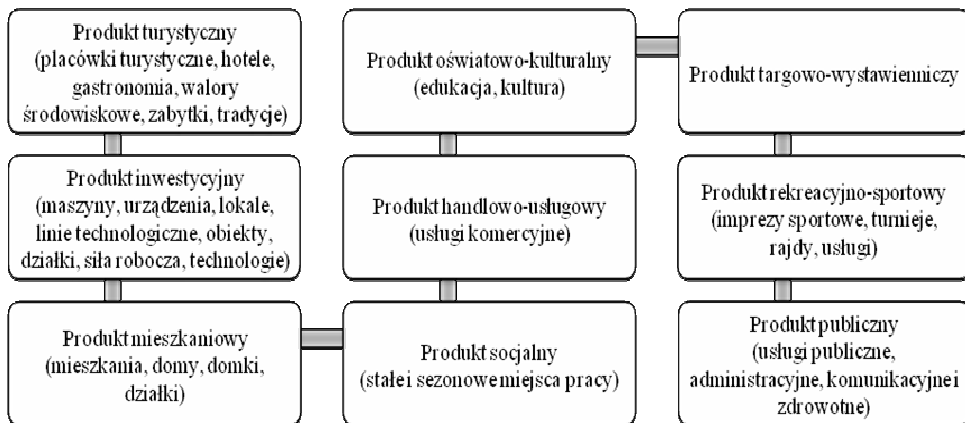 Produkt turystyczny
(placówki turystyczne, hotele,
gastronomia, walory
środowiskowe, zabytki, tradycje)
Produkt inwestycyjny
(maszyny, urządzenia, lokale,
linie technologiczne, obiekty,
działki, siła robocza, technologie)
Produkt mieszkaniowy
(mieszkania, domy, domki,
działki)
Produkt socjalny
(stałe i sezonowe miejsca pracy)
Produkt handlowo-usługowy
(usługi komercyjne)
Produkt oświatowo-kulturalny
(edukacja, kultura)
Produkt targowo-wystawienniczy
Produkt rekreacyjno-sportowy
(imprezy sportowe, turnieje,
rajdy, usługi)
Produkt publiczny
(usługi publiczne,
administracyjne, komunikacyjne i
zdrowotne)